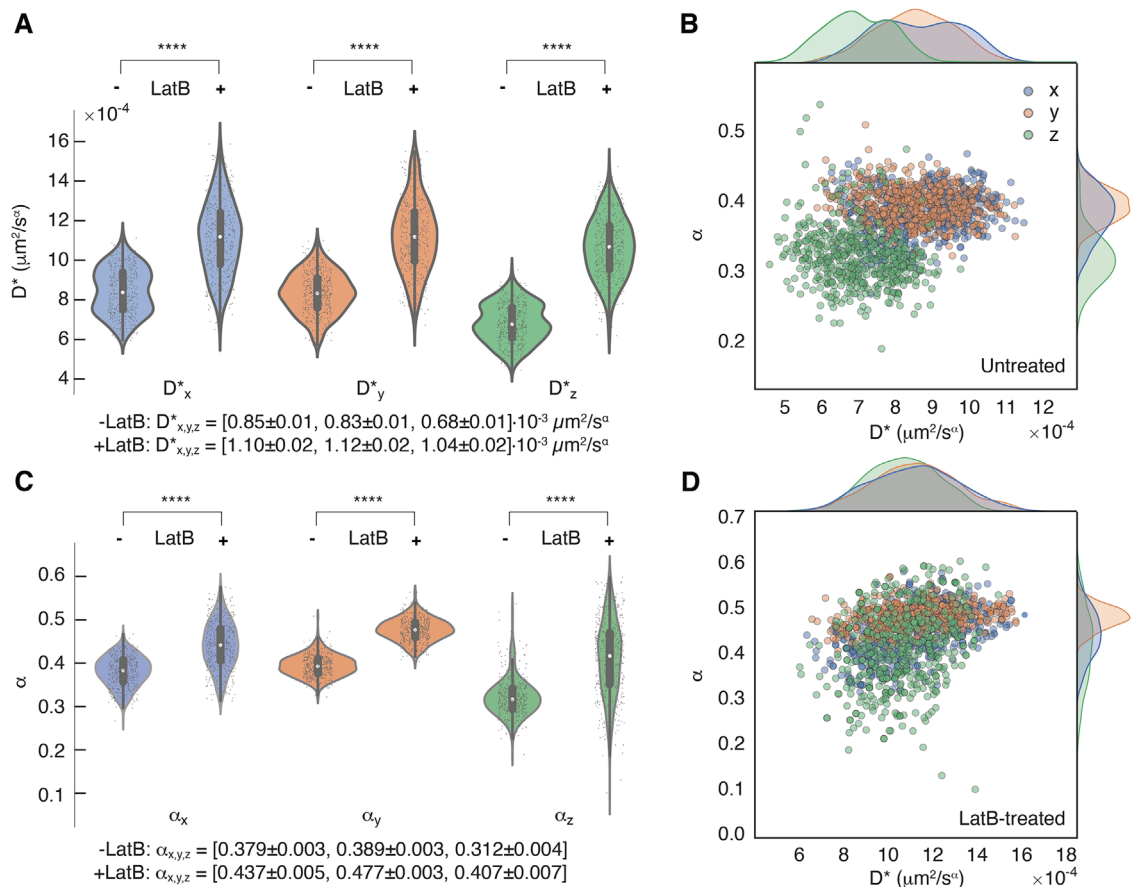 A
****
****
****
- LatB +
- LatB +
- LatB +
×10⁻⁴
16
14
12
10
8
6
4
D* (μm²/sᵅ)
D*ₓ
D*y
D*z
-LatB: D*x,y,z = [0.85±0.01, 0.83±0.01, 0.68±0.01]·10⁻³ μm²/sᵅ
+LatB: D*x,y,z = [1.10±0.02, 1.12±0.02, 1.04±0.02]·10⁻³ μm²/sᵅ
B
x
y
z
0.5
0.4
0.3
0.2
α
Untreated
5 6 7 8 9 10 11 12
D* (μm²/sᵅ)
×10⁻⁴
C
****
****
****
- LatB +
- LatB +
- LatB +
0.6
0.5
0.4
0.3
0.2
0.1
α
αx
αy
αz
-LatB: αx,y,z = [0.379±0.003, 0.389±0.003, 0.312±0.004]
+LatB: αx,y,z = [0.437±0.005, 0.477±0.003, 0.407±0.007]
D
0.7
0.6
0.5
0.4
0.3
0.2
0.1
0.0
α
LatB-treated
6 8 10 12 14 16 18
D* (μm²/sᵅ)
×10⁻⁴